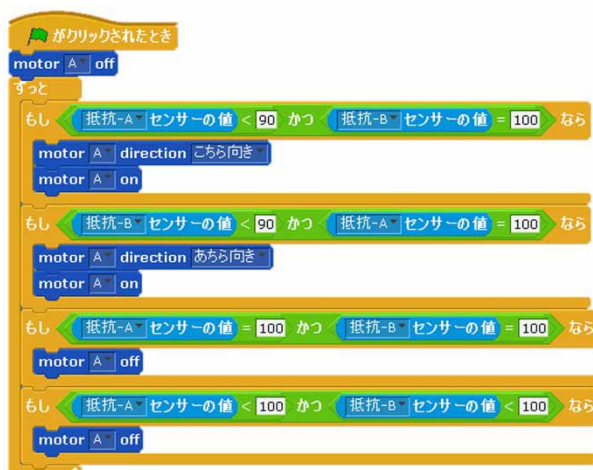 がクリックされたとき
motor A off
ずっと
もし 抵抗-A センサーの値 < 90 かつ 抵抗-B センサーの値 = 100 なら
motor A direction こちら向き
motor A on
もし 抵抗-B センサーの値 < 90 かつ 抵抗-A センサーの値 = 100 なら
motor A direction あちら向き
motor A on
もし 抵抗-A センサーの値 = 100 かつ 抵抗-B センサーの値 = 100 なら
motor A off
もし 抵抗-A センサーの値 < 100 かつ 抵抗-B センサーの値 < 100 なら
motor A off